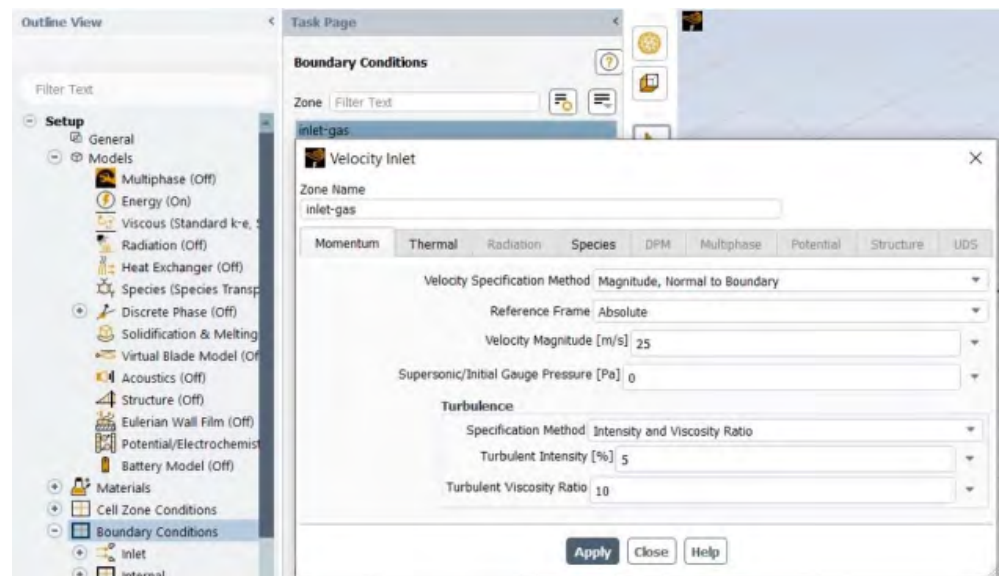 Outline View
Filter Text
Setup
General
Models
Multiphase (Off)
Energy (On)
Viscous (Standard k-e,
Radiation (Off)
Heat Exchanger (Off)
Species (Species Transp
Discrete Phase (Off)
Solidification & Melting
Virtual Blade Model (Of
Acoustics (Off)
Structure (Off)
Eulerian Wall Film (Off)
Potential/Electrochemist
Battery Model (Off)
Materials
Cell Zone Conditions
Boundary Conditions
Inlet
Internal
Task Page
Boundary Conditions
Zone Filter Text
inlet-gas
Velocity Inlet
Zone Name
inlet-gas
Momentum Thermal Radiation Species DPM Multiphase Potential Structure UDS
Velocity Specification Method Magnitude, Normal to Boundary
Reference Frame Absolute
Velocity Magnitude [m/s] 25
Supersonic/Initial Gauge Pressure [Pa] 0
Turbulence
Specification Method Intensity and Viscosity Ratio
Turbulent Intensity [%] 5
Turbulent Viscosity Ratio 10
Apply Close Help